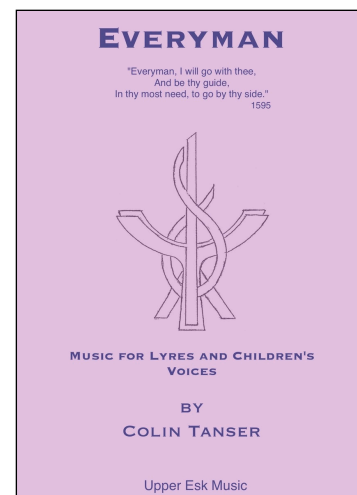 EVERYMAN
"Everyman, I will go with thee,
And be thy guide,
In thy most need, to go by thy side."
1595
MUSIC FOR LYRES AND CHILDREN'S
VOICES
BY
COLIN TANSER
Upper Esk Music